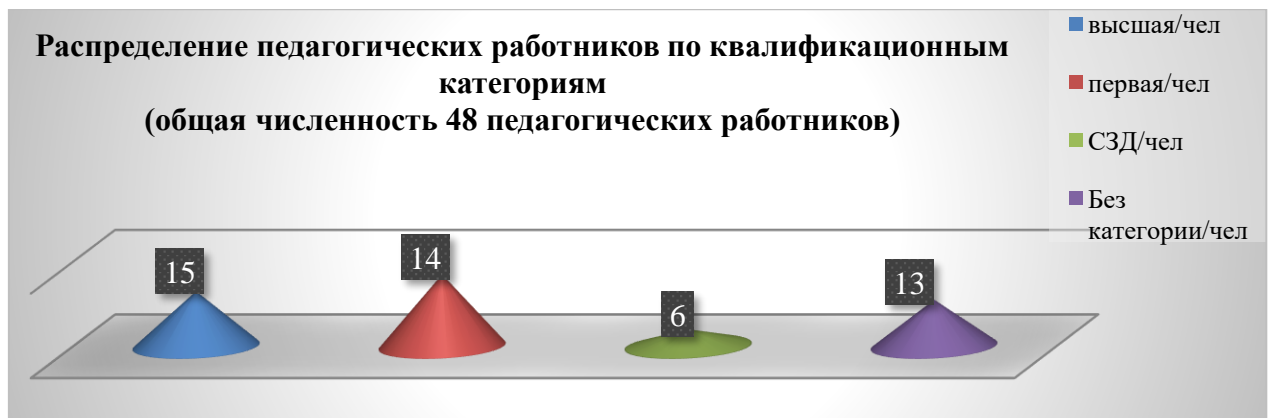 Распределение педагогических работников по квалификационным
категориям
(общая численность 48 педагогических работников)
высшая/чел
первая/чел
СЗД/чел
Без
категории/чел
15
14
6
13